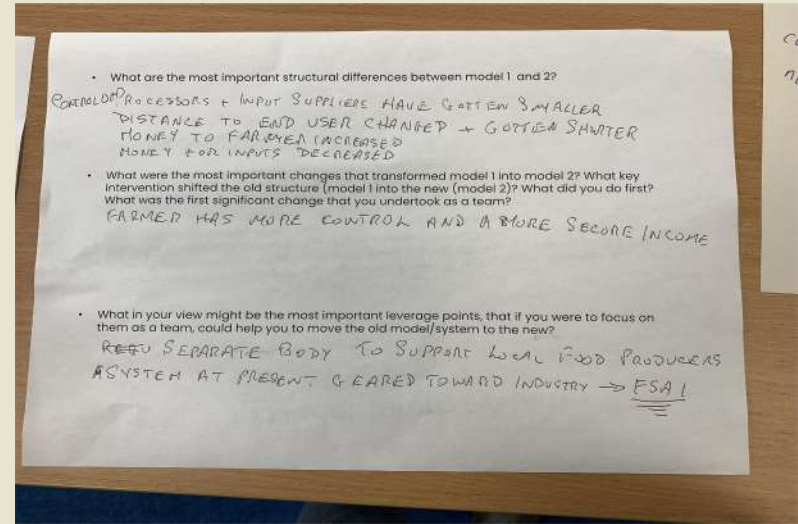 • What are the most important structural differences between model 1 and 2?
CONTROL OF PROCESSORS + INPUT SUPPLIERS HAVE GOTTEN SMALLER
DISTANCE TO END USER CHANGED + GOTTEN SHORTER
MONEY TO FARMER INCREASED
MONEY FOR INPUTS DECREASED
• What were the most important changes that transformed model 1 into model 2? What key
intervention shifted the old structure (model 1 into the new (model 2)? What did you do first?
What was the first significant change that you undertook as a team?
FARMER HAS MORE CONTROL AND A MORE SECURE INCOME
• What in your view might be the most important leverage points, that if you were to focus on
them as a team, could help you to move the old model/system to the new?
SEPARATE BODY TO SUPPORT LOCAL FOOD PRODUCERS
A SYSTEM AT PRESENT GEARED TOWARD INDUSTRY → FSAI